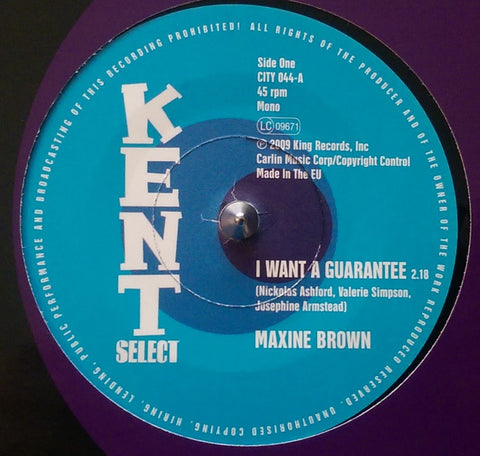 ALL RIGHTS OF THE PRODUCER AND OF THE OWNER OF THE WORK REPRODUCED RESERVED. UNAUTHORISED COPYING, HIRING, LENDING, PUBLIC PERFORMANCE AND BROADCASTING OF THIS RECORDING PROHIBITED!
KENT
SELECT
Side One
CITY 044-A
45 rpm
Mono
LC 09671
℗ 2009 King Records, Inc
Carlin Music Corp/Copyright Control
Made In The EU
I WANT A GUARANTEE 2.18
(Nickolas Ashford, Valerie Simpson,
Josephine Armstead)
MAXINE BROWN